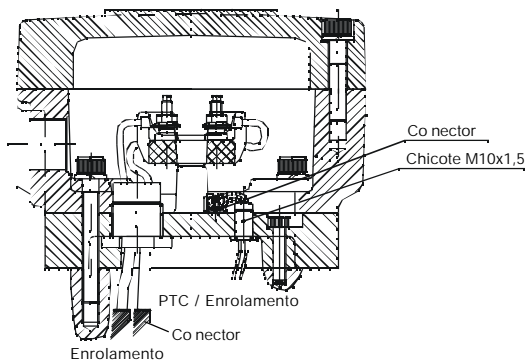 Co nector
Chicote M10x1,5
PTC / Enrolamento
Co nector
Enrolamento